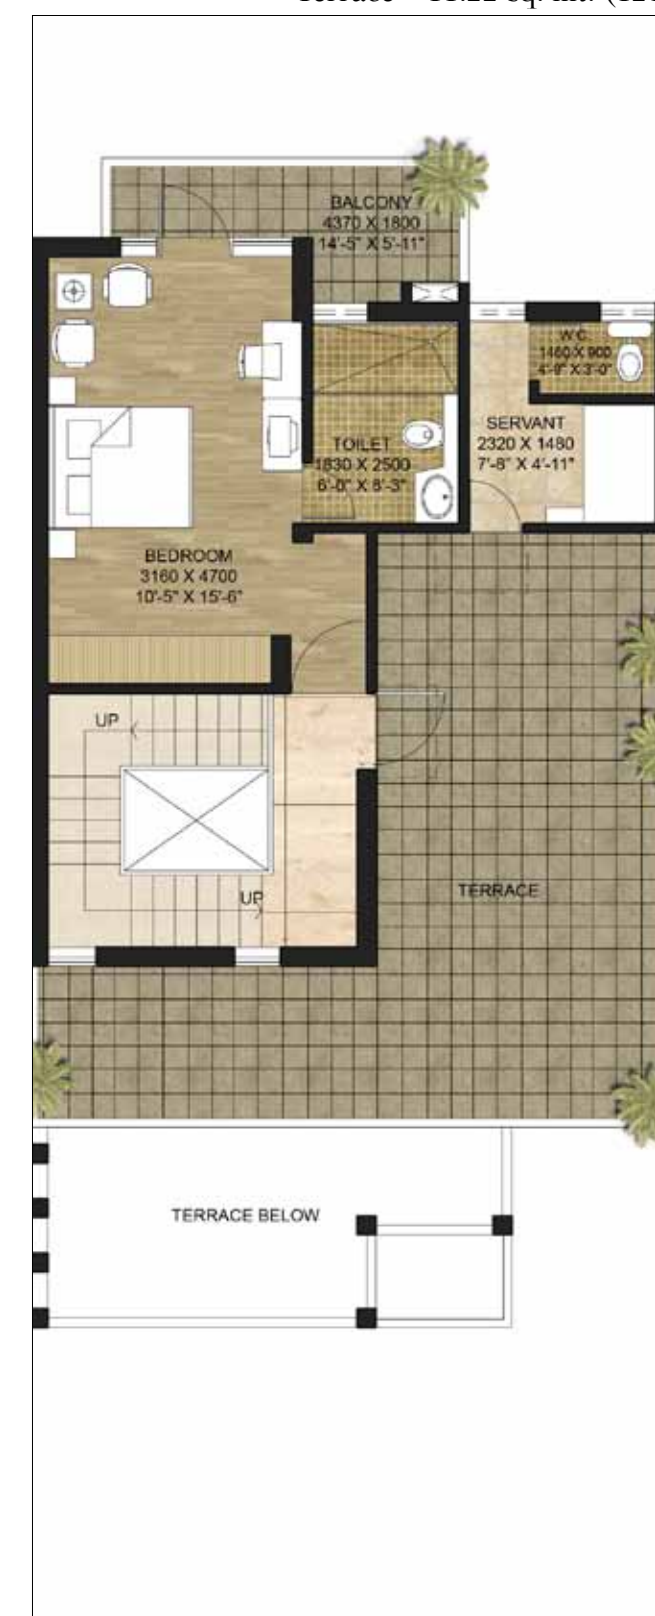 BALCONY
4370 X 1800
14'-5" X 5'-11"
W.C.
1460 X 900
4'-9" X 3'-0"
SERVANT
2320 X 1480
7'-8" X 4'-11"
TOILET
1830 X 2500
6'-0" X 8'-3"
BEDROOM
3160 X 4700
10'-5" X 15'-6"
UP
UP
TERRACE
TERRACE BELOW